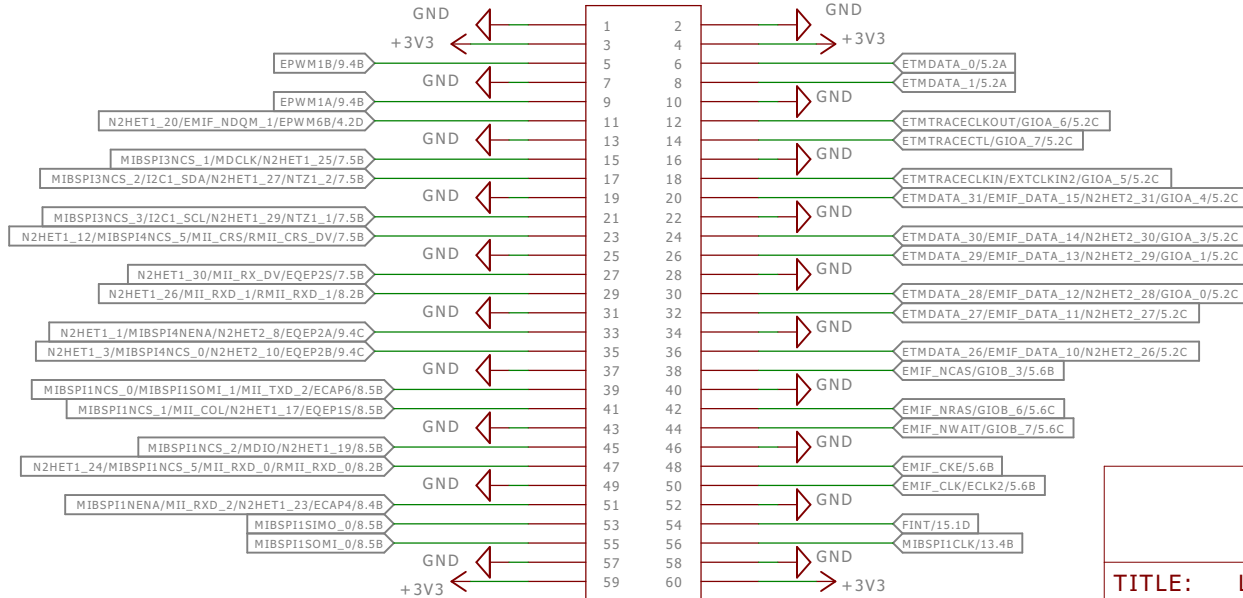 GND 1 2 GND
+3V3 3 4 +3V3
EPWM1B/9.4B 5 6 ETMDATA_0/5.2A
GND 7 8 ETMDATA_1/5.2A
EPWM1A/9.4B 9 10 GND
N2HET1_20/EMIF_NDQM_1/EPWM6B/4.2D 11 12 ETMTRACECLKOUT/GIOA_6/5.2C
GND 13 14 ETMTRACECTL/GIOA_7/5.2C
MIBSPI3NCS_1/MDCLK/N2HET1_25/7.5B 15 16 GND
MIBSPI3NCS_2/I2C1_SDA/N2HET1_27/NTZ1_2/7.5B 17 18 ETMTRACECLKIN/EXTCLKIN2/GIOA_5/5.2C
GND 19 20 ETMDATA_31/EMIF_DATA_15/N2HET2_31/GIOA_4/5.2C
MIBSPI3NCS_3/I2C1_SCL/N2HET1_29/NTZ1_1/7.5B 21 22 GND
N2HET1_12/MIBSPI4NCS_5/MII_CRS/RMII_CRS_DV/7.5B 23 24 ETMDATA_30/EMIF_DATA_14/N2HET2_30/GIOA_3/5.2C
GND 25 26 ETMDATA_29/EMIF_DATA_13/N2HET2_29/GIOA_1/5.2C
N2HET1_30/MII_RX_DV/EQEP2S/7.5B 27 28 GND
N2HET1_26/MII_RXD_1/RMII_RXD_1/8.2B 29 30 ETMDATA_28/EMIF_DATA_12/N2HET2_28/GIOA_0/5.2C
GND 31 32 ETMDATA_27/EMIF_DATA_11/N2HET2_27/5.2C
N2HET1_1/MIBSPI4NENA/N2HET2_8/EQEP2A/9.4C 33 34 GND
N2HET1_3/MIBSPI4NCS_0/N2HET2_10/EQEP2B/9.4C 35 36 ETMDATA_26/EMIF_DATA_10/N2HET2_26/5.2C
GND 37 38 EMIF_NCAS/GIOB_3/5.6B
MIBSPI1NCS_0/MIBSPI1SOMI_1/MII_TXD_2/ECAP6/8.5B 39 40 GND
MIBSPI1NCS_1/MII_COL/N2HET1_17/EQEP1S/8.5B 41 42 EMIF_NRAS/GIOB_6/5.6C
GND 43 44 EMIF_NWAIT/GIOB_7/5.6C
MIBSPI1NCS_2/MDIO/N2HET1_19/8.5B 45 46 GND
N2HET1_24/MIBSPI1NCS_5/MII_RXD_0/RMII_RXD_0/8.2B 47 48 EMIF_CKE/5.6B
GND 49 50 EMIF_CLK/ECLK2/5.6B
MIBSPI1NENA/MII_RXD_2/N2HET1_23/ECAP4/8.4B 51 52 GND
MIBSPI1SIMO_0/8.5B 53 54 FINT/15.1D
MIBSPI1SOMI_0/8.5B 55 56 MIBSPI1CLK/13.4B
GND 57 58 GND
+3V3 59 60 +3V3
TITLE: L